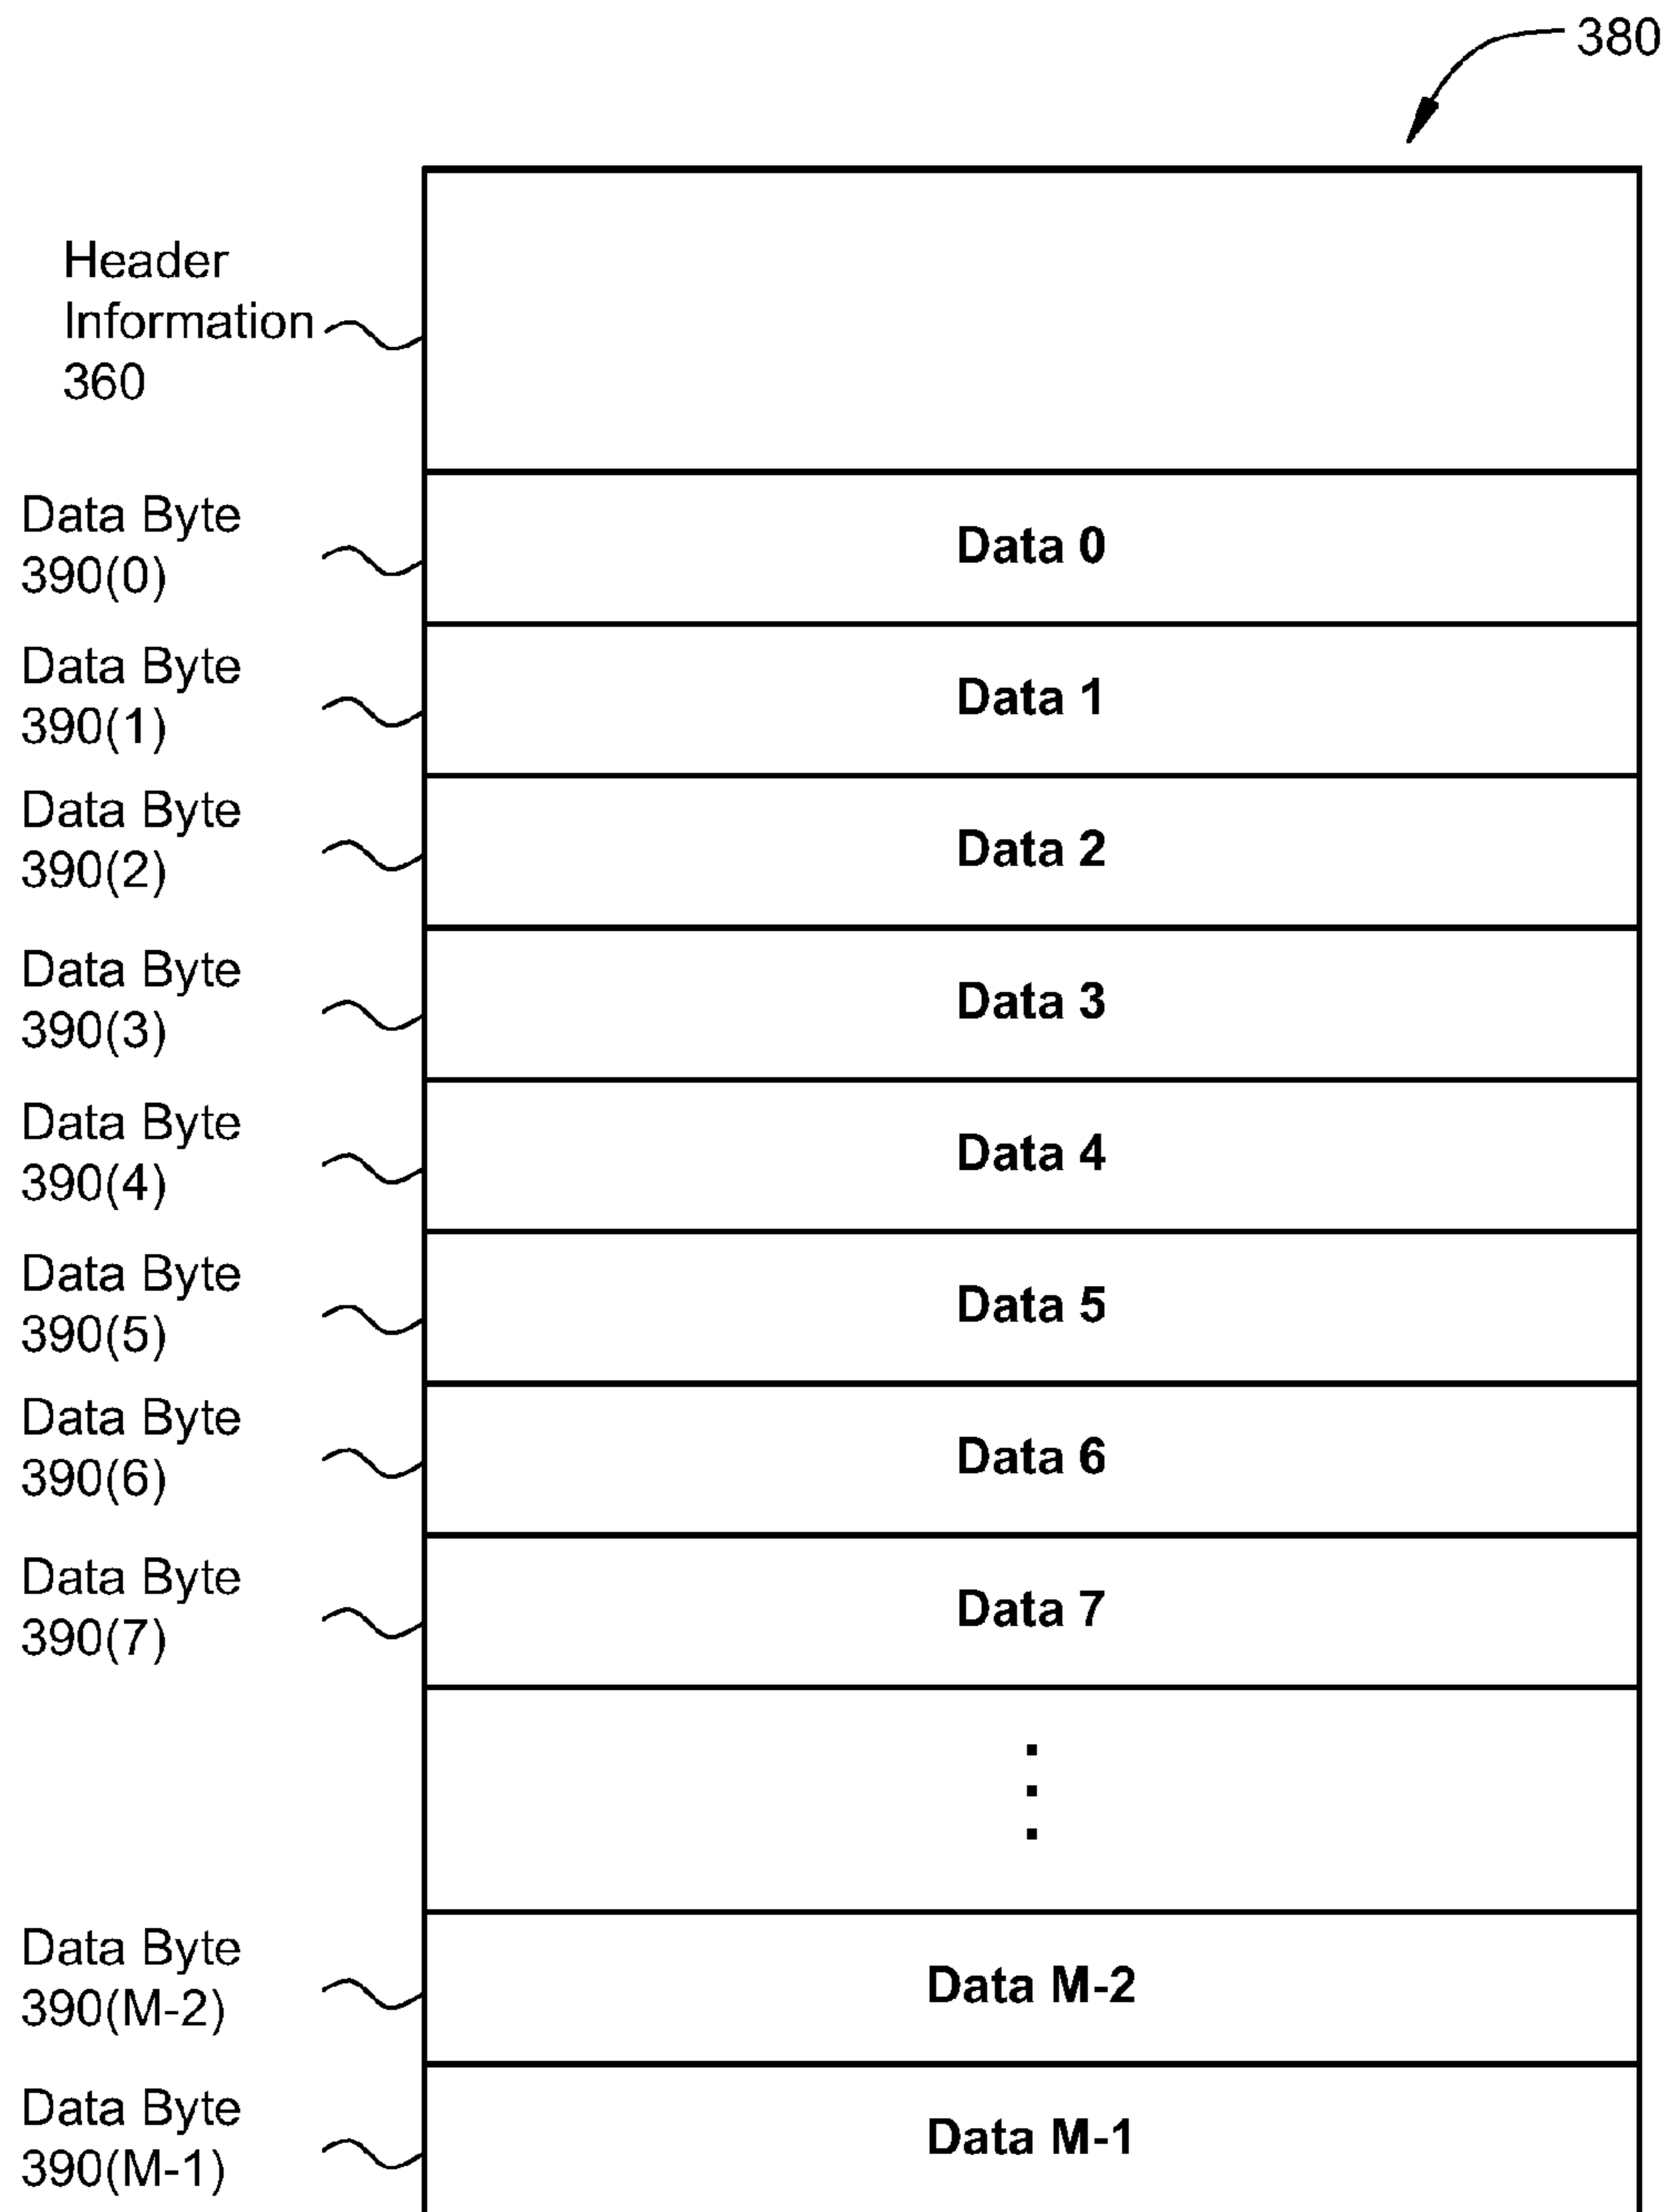 380
Header
Information
360
Data Byte
390(0)
Data 0
Data Byte
390(1)
Data 1
Data Byte
390(2)
Data 2
Data Byte
390(3)
Data 3
Data Byte
390(4)
Data 4
Data Byte
390(5)
Data 5
Data Byte
390(6)
Data 6
Data Byte
390(7)
Data 7
Data Byte
390(M-2)
Data M-2
Data Byte
390(M-1)
Data M-1